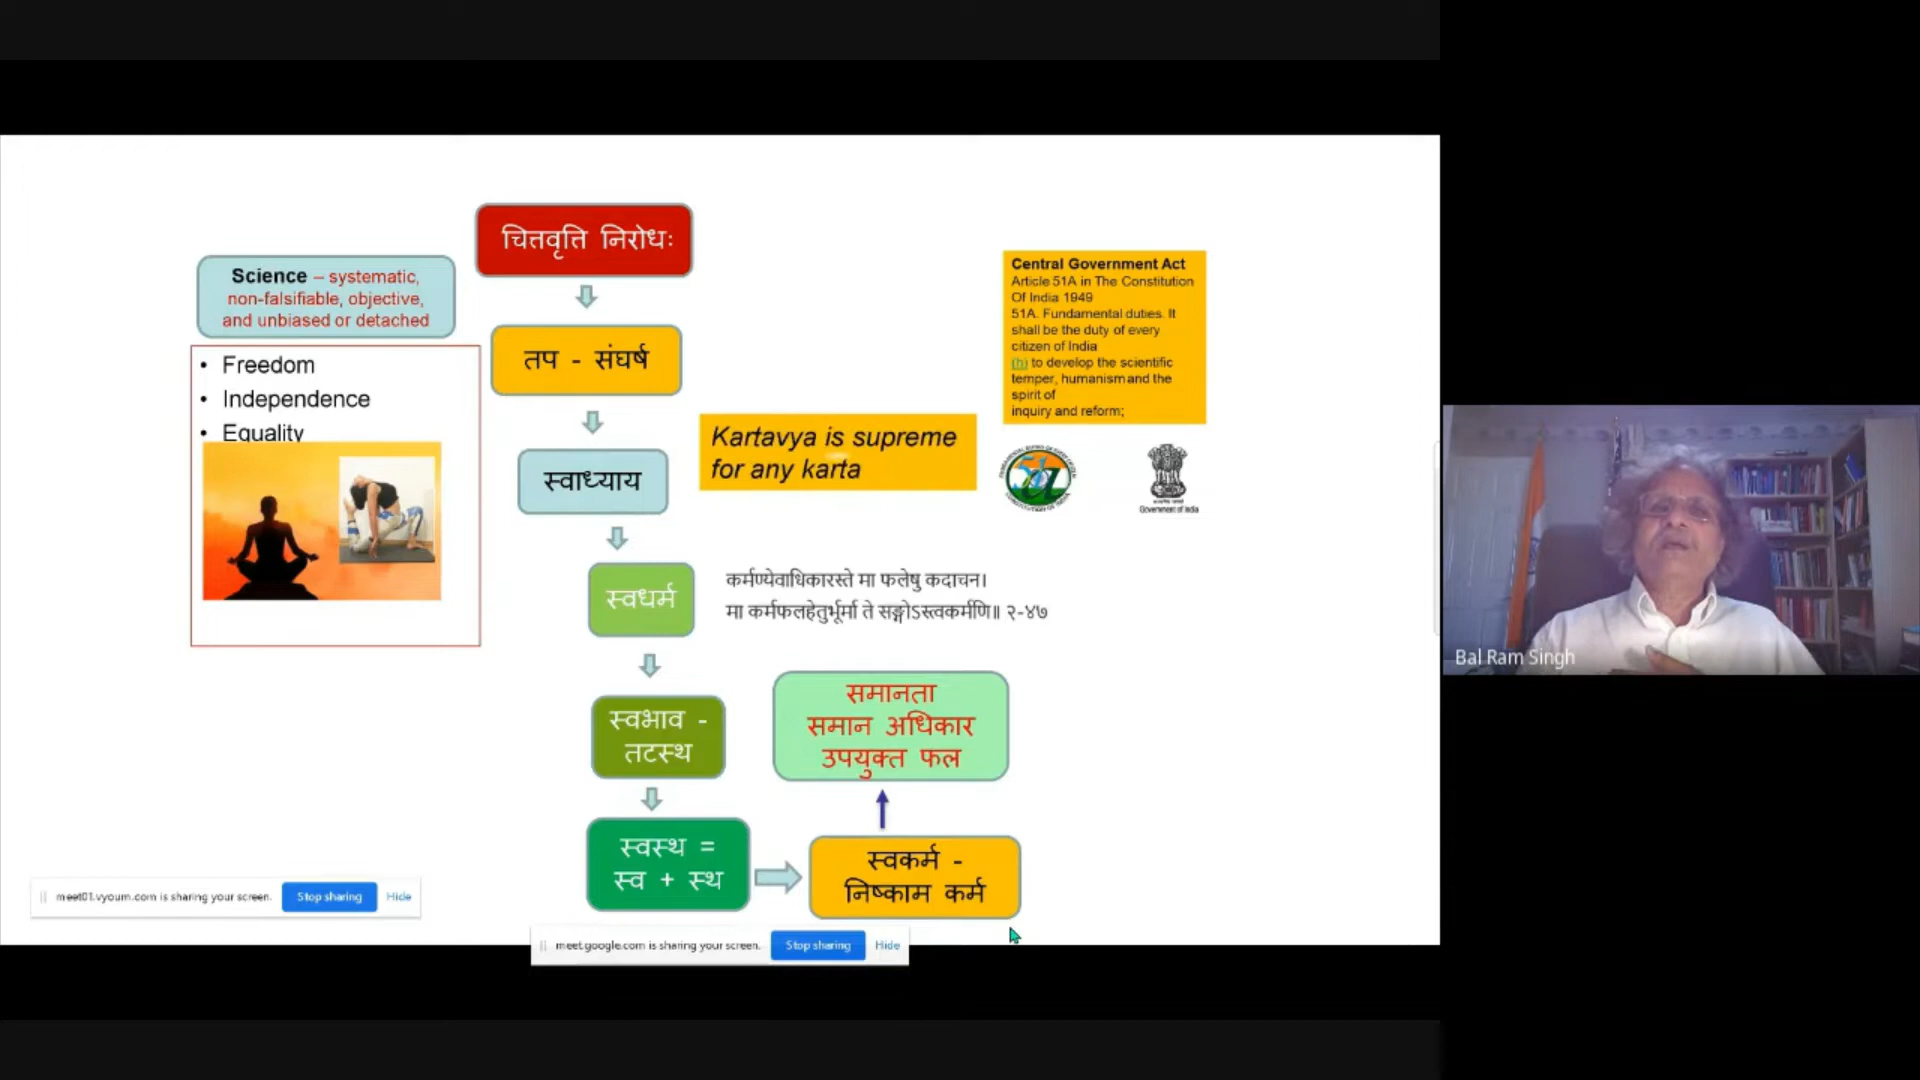 चित्तवृत्ति निरोधः
Science – systematic,
non-falsifiable, objective,
and unbiased or detached
• Freedom
• Independence
• Equality
तप - संघर्ष
स्वाध्याय
स्वधर्म
स्वभाव -
तटस्थ
स्वस्थ =
स्व + स्थ
स्वकर्म -
निष्काम कर्म
समानता
समान अधिकार
उपयुक्त फल
Kartavya is supreme
for any karta
कर्मण्येवाधिकारस्ते मा फलेषु कदाचन।
मा कर्मफलहेतुर्भूर्मा ते सङ्गोऽस्त्वकर्मणि॥ २-४७
Central Government Act
Article 51A in The Constitution
Of India 1949
51A. Fundamental duties. It
shall be the duty of every
citizen of India
(h) to develop the scientific
temper, humanism and the
spirit of
inquiry and reform;
51a
Government of India
Bal Ram Singh
meet01.vyoum.com is sharing your screen. Stop sharing Hide
meet.google.com is sharing your screen. Stop sharing Hide